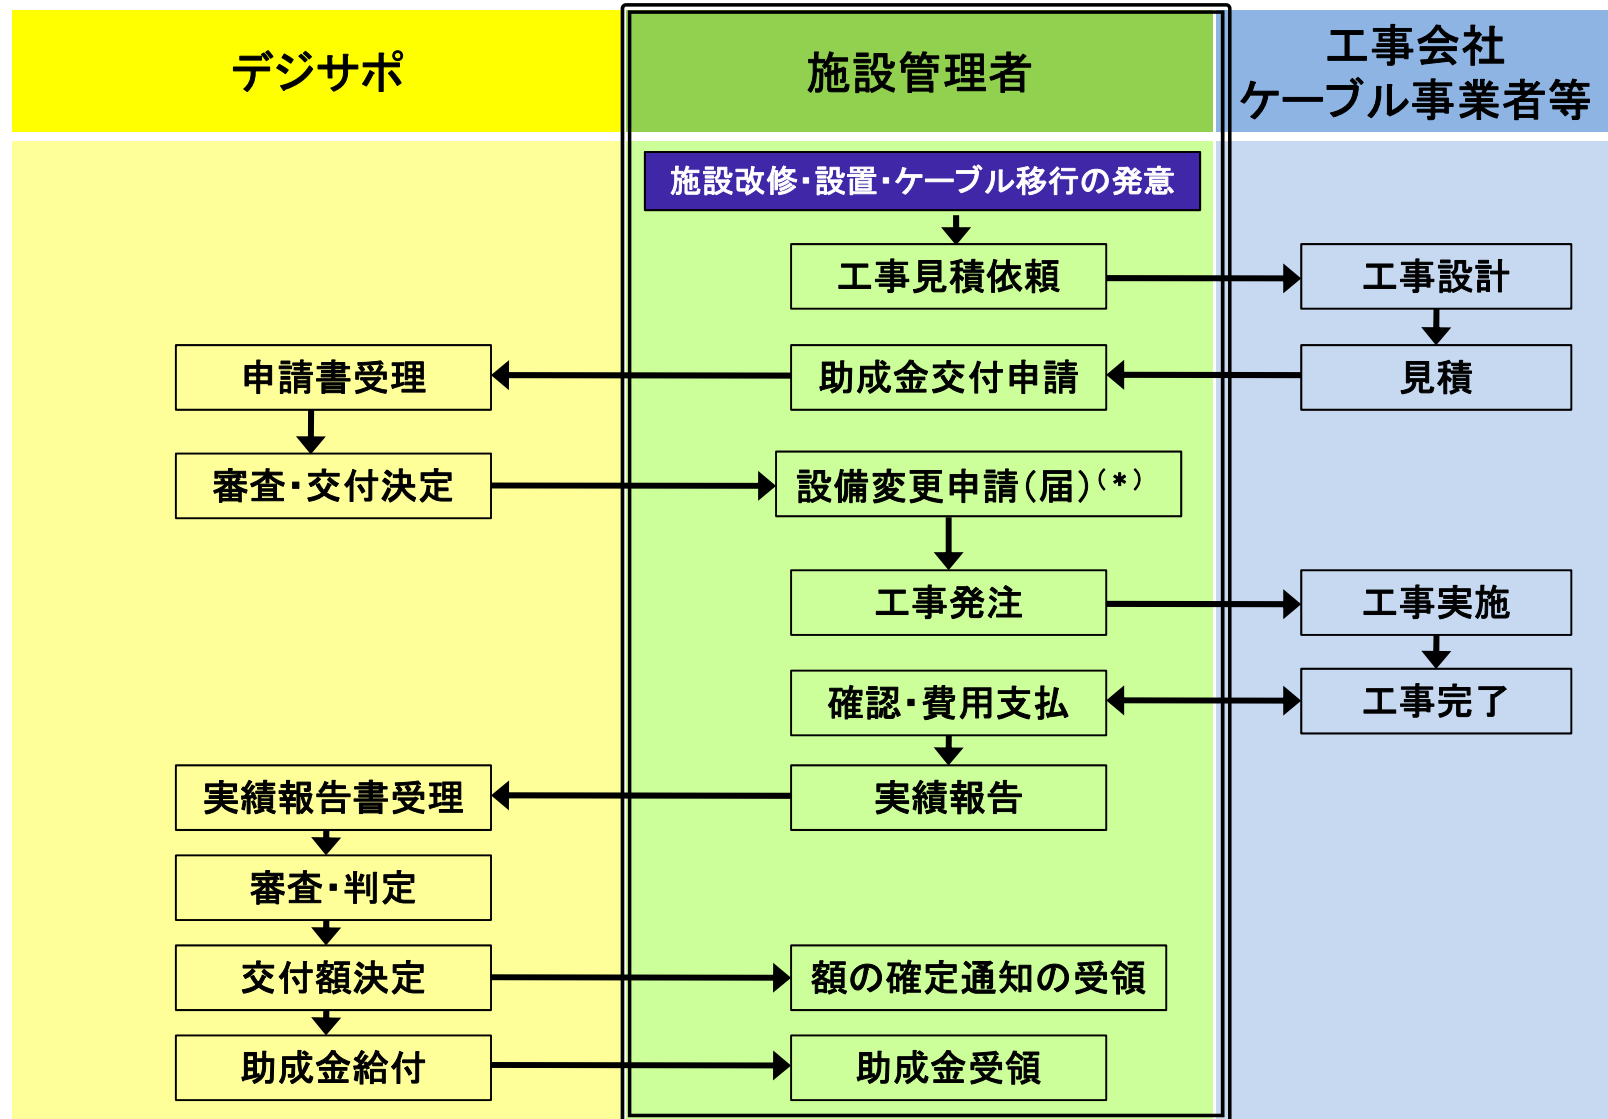 デジサポ
施設管理者
工事会社
ケーブル事業者等
施設改修・設置・ケーブル移行の発意
工事見積依頼
工事設計
申請書受理
助成金交付申請
見積
審査・交付決定
設備変更申請(届)(*)
工事発注
工事実施
確認・費用支払
工事完了
実績報告書受理
実績報告
審査・判定
交付額決定
額の確定通知の受領
助成金給付
助成金受領